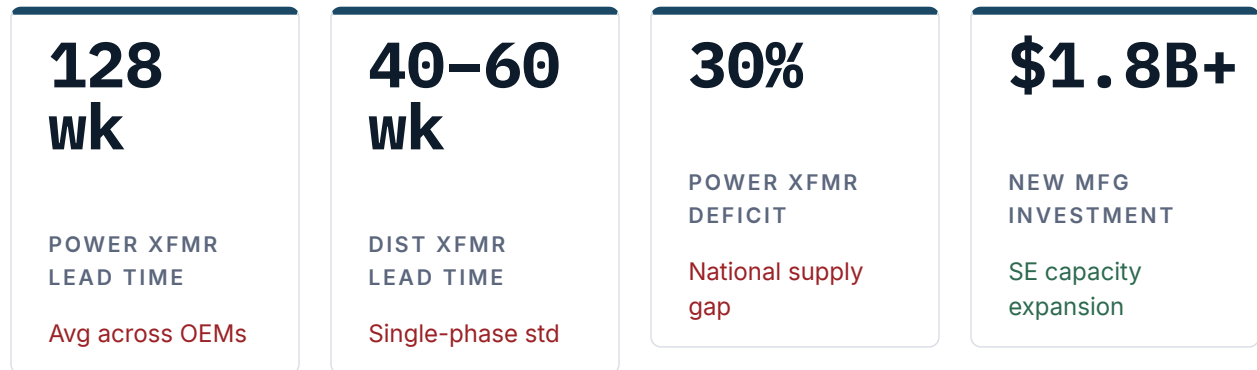 128
wk
POWER XFMR
LEAD TIME
Avg across OEMs
40–60
wk
DIST XFMR
LEAD TIME
Single-phase std
30%
POWER XFMR
DEFICIT
National supply
gap
$1.8B+
NEW MFG
INVESTMENT
SE capacity
expansion